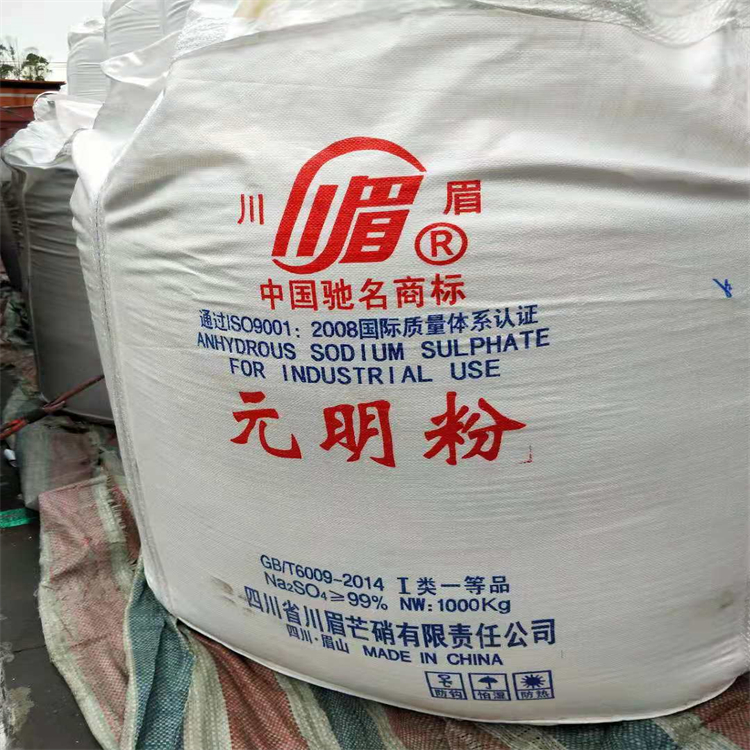 川眉
川 眉 ®
中国驰名商标
通过ISO9001：2008国际质量体系认证
ANHYDROUS SODIUM SULPHATE
FOR INDUSTRIAL USE
元明粉
GB/T6009-2014 I类一等品
Na₂SO₄≥99% NW:1000Kg
四川省川眉芒硝有限责任公司
四川·眉山 MADE IN CHINA
防钩 怕湿 防热